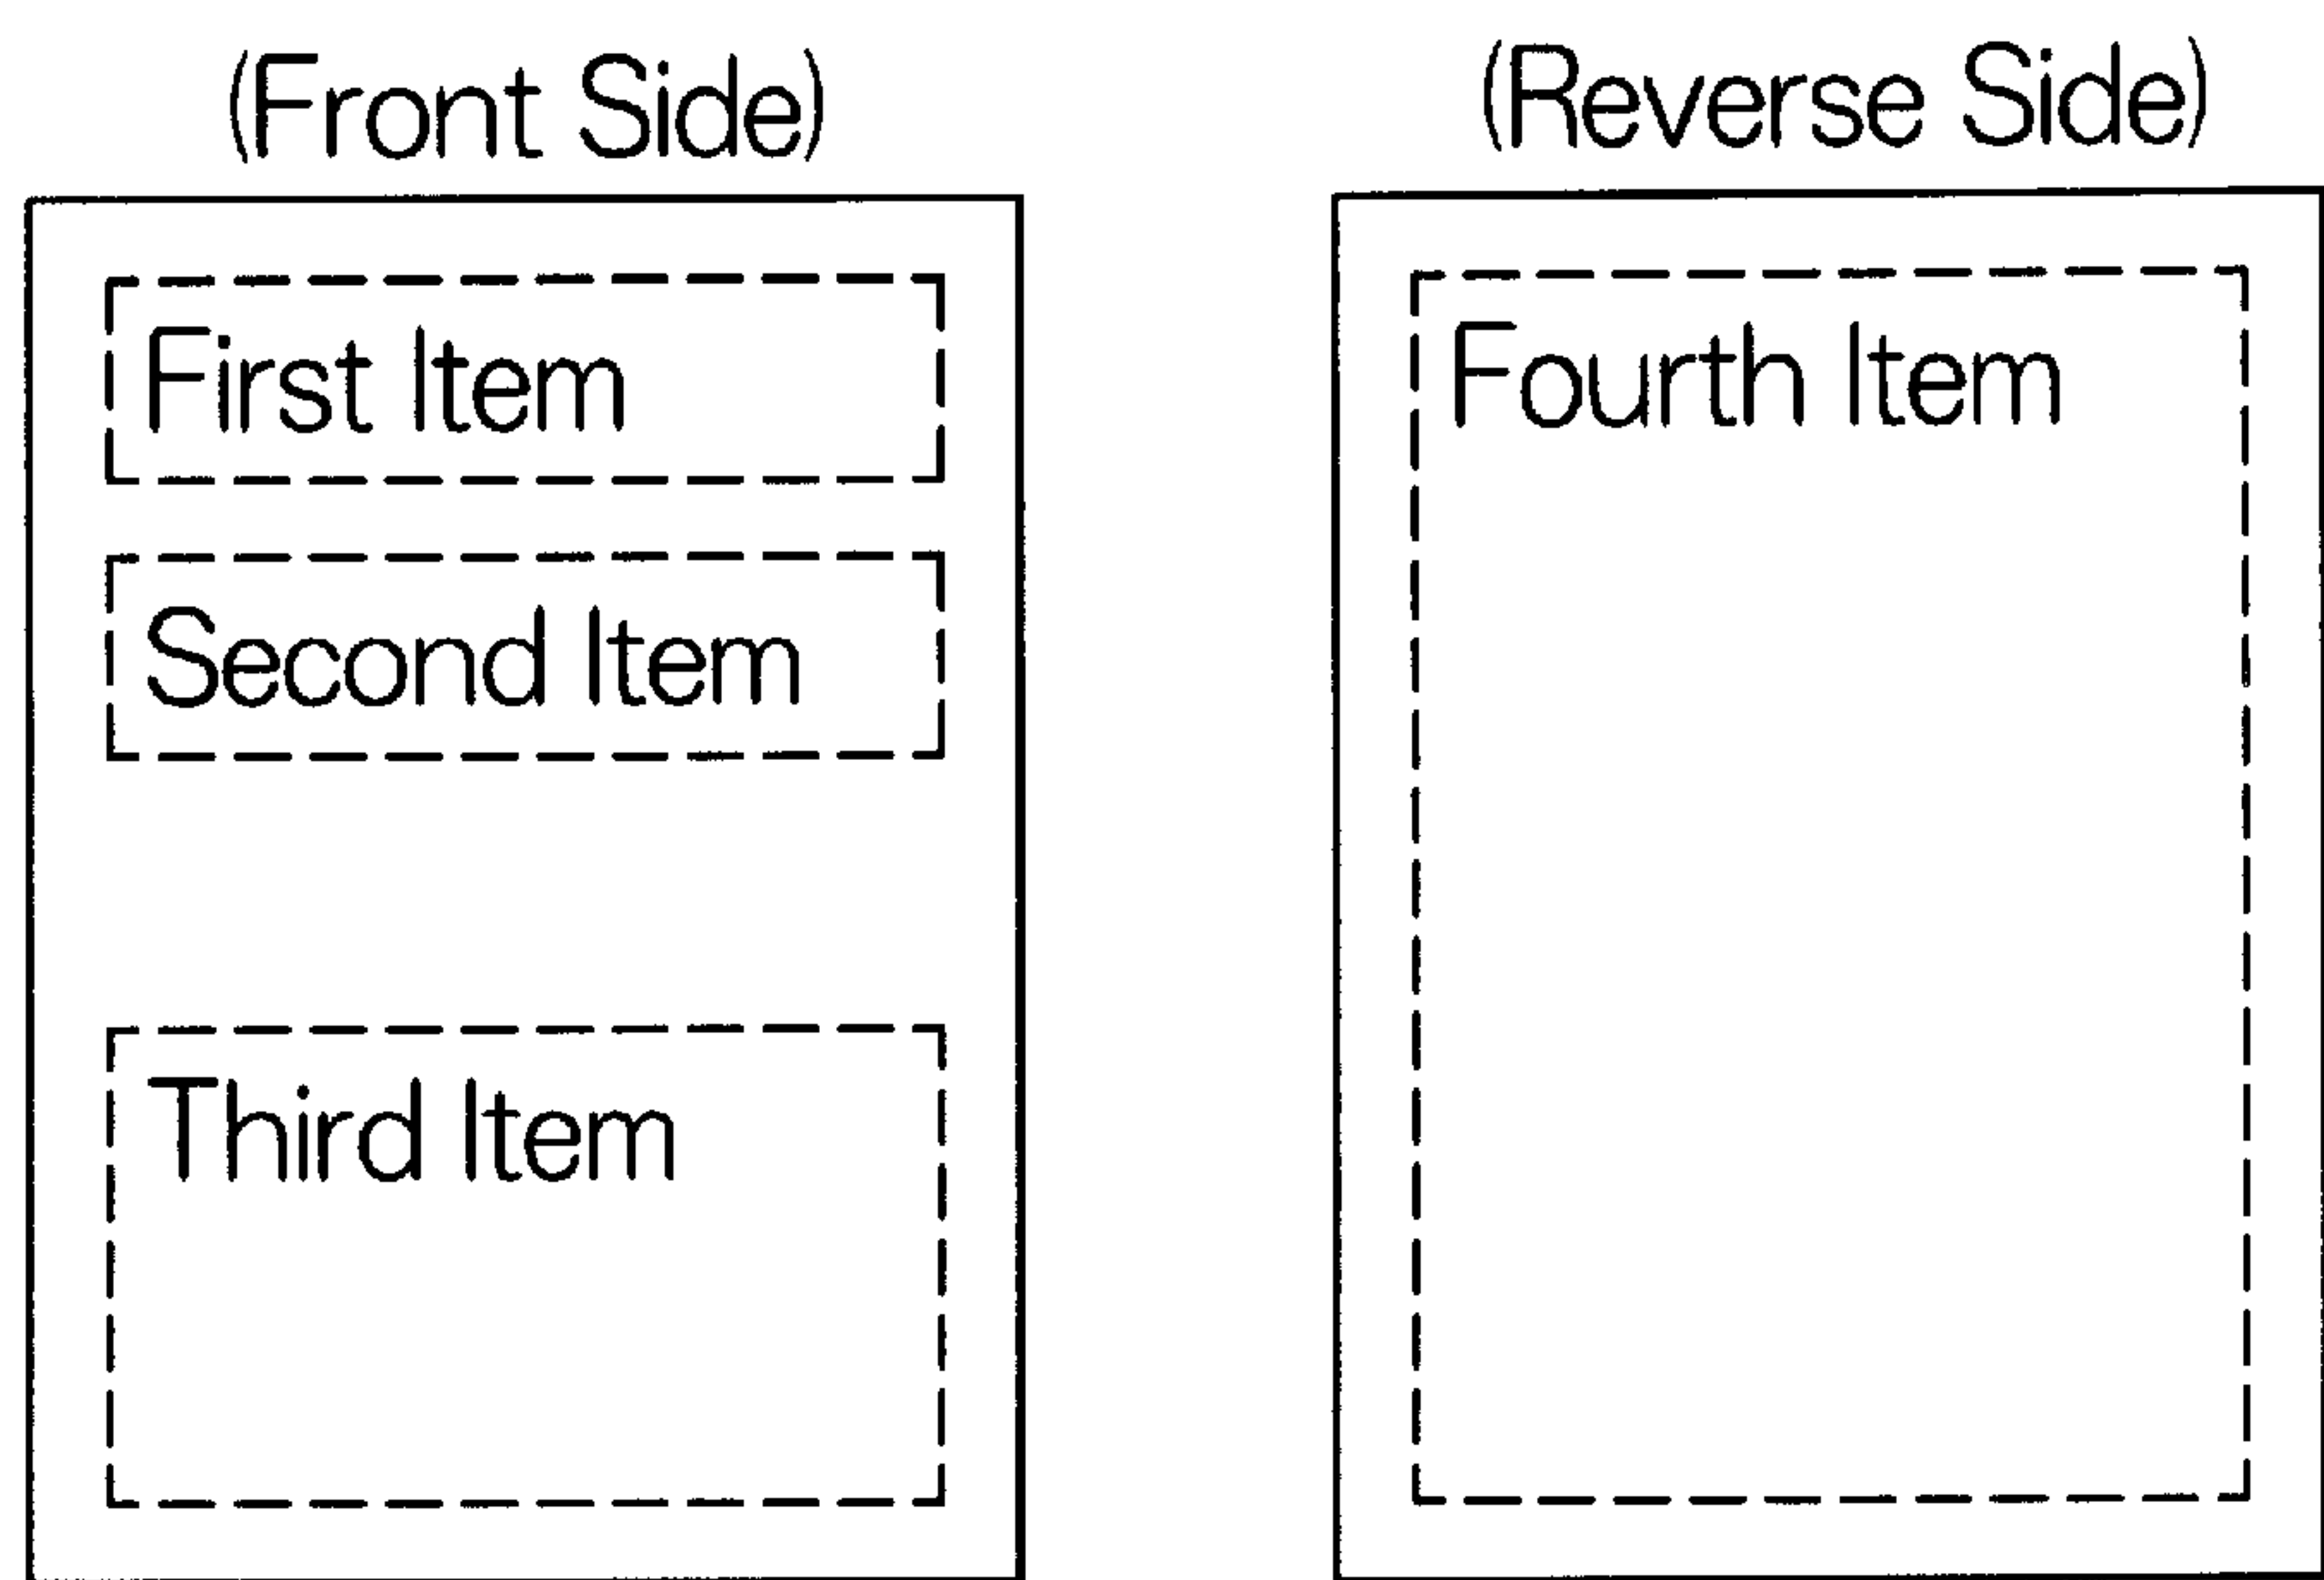 (Front Side)
First Item
Second Item
Third Item
(Reverse Side)
Fourth Item